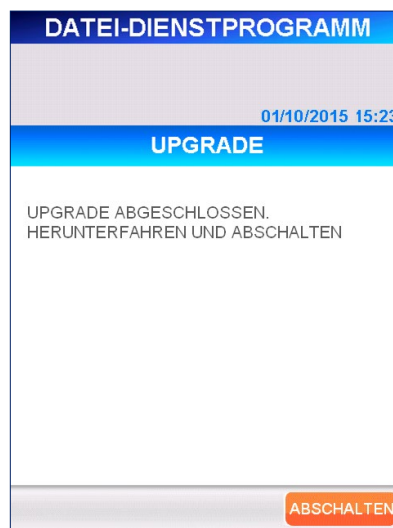 DATEI-DIENSTPROGRAMM
01/10/2015 15:23
UPGRADE
UPGRADE ABGESCHLOSSEN.
HERUNTERFAHREN UND ABSCHALTEN
ABSCHALTEN